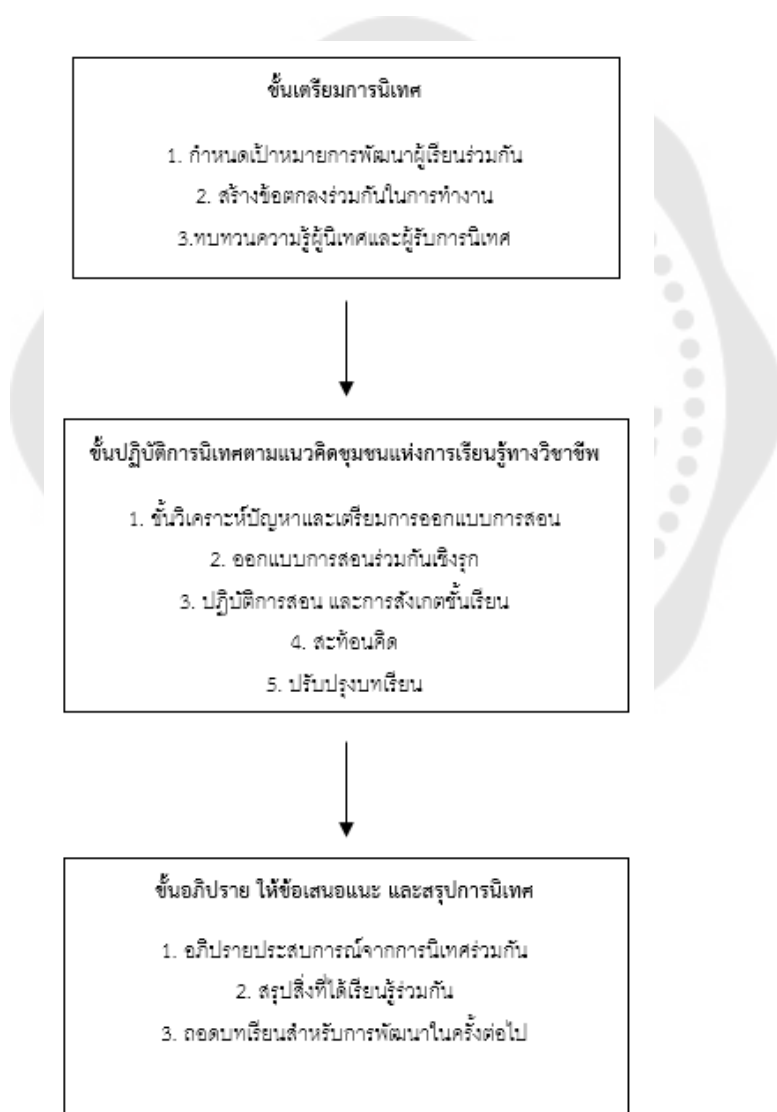 ขั้นเตรียมการนิเทศ
1. กำหนดเป้าหมายการพัฒนาผู้เรียนร่วมกัน
2. สร้างข้อตกลงร่วมกันในการทำงาน
3.ทบทวนความรู้ผู้นิเทศและผู้รับการนิเทศ
ขั้นปฏิบัติการนิเทศตามแนวคิดชุมชนแห่งการเรียนรู้ทางวิชาชีพ
1. ขั้นวิเคราะห์ปัญหาและเตรียมการออกแบบการสอน
2. ออกแบบการสอนร่วมกันเชิงรุก
3. ปฏิบัติการสอน และการสังเกตชั้นเรียน
4. สะท้อนคิด
5. ปรับปรุงบทเรียน
ขั้นอภิปราย ให้ข้อเสนอแนะ และสรุปการนิเทศ
1. อภิปรายประสบการณ์จากการนิเทศร่วมกัน
2. สรุปสิ่งที่ได้เรียนรู้ร่วมกัน
3. ถอดบทเรียนสำหรับการพัฒนาในครั้งต่อไป